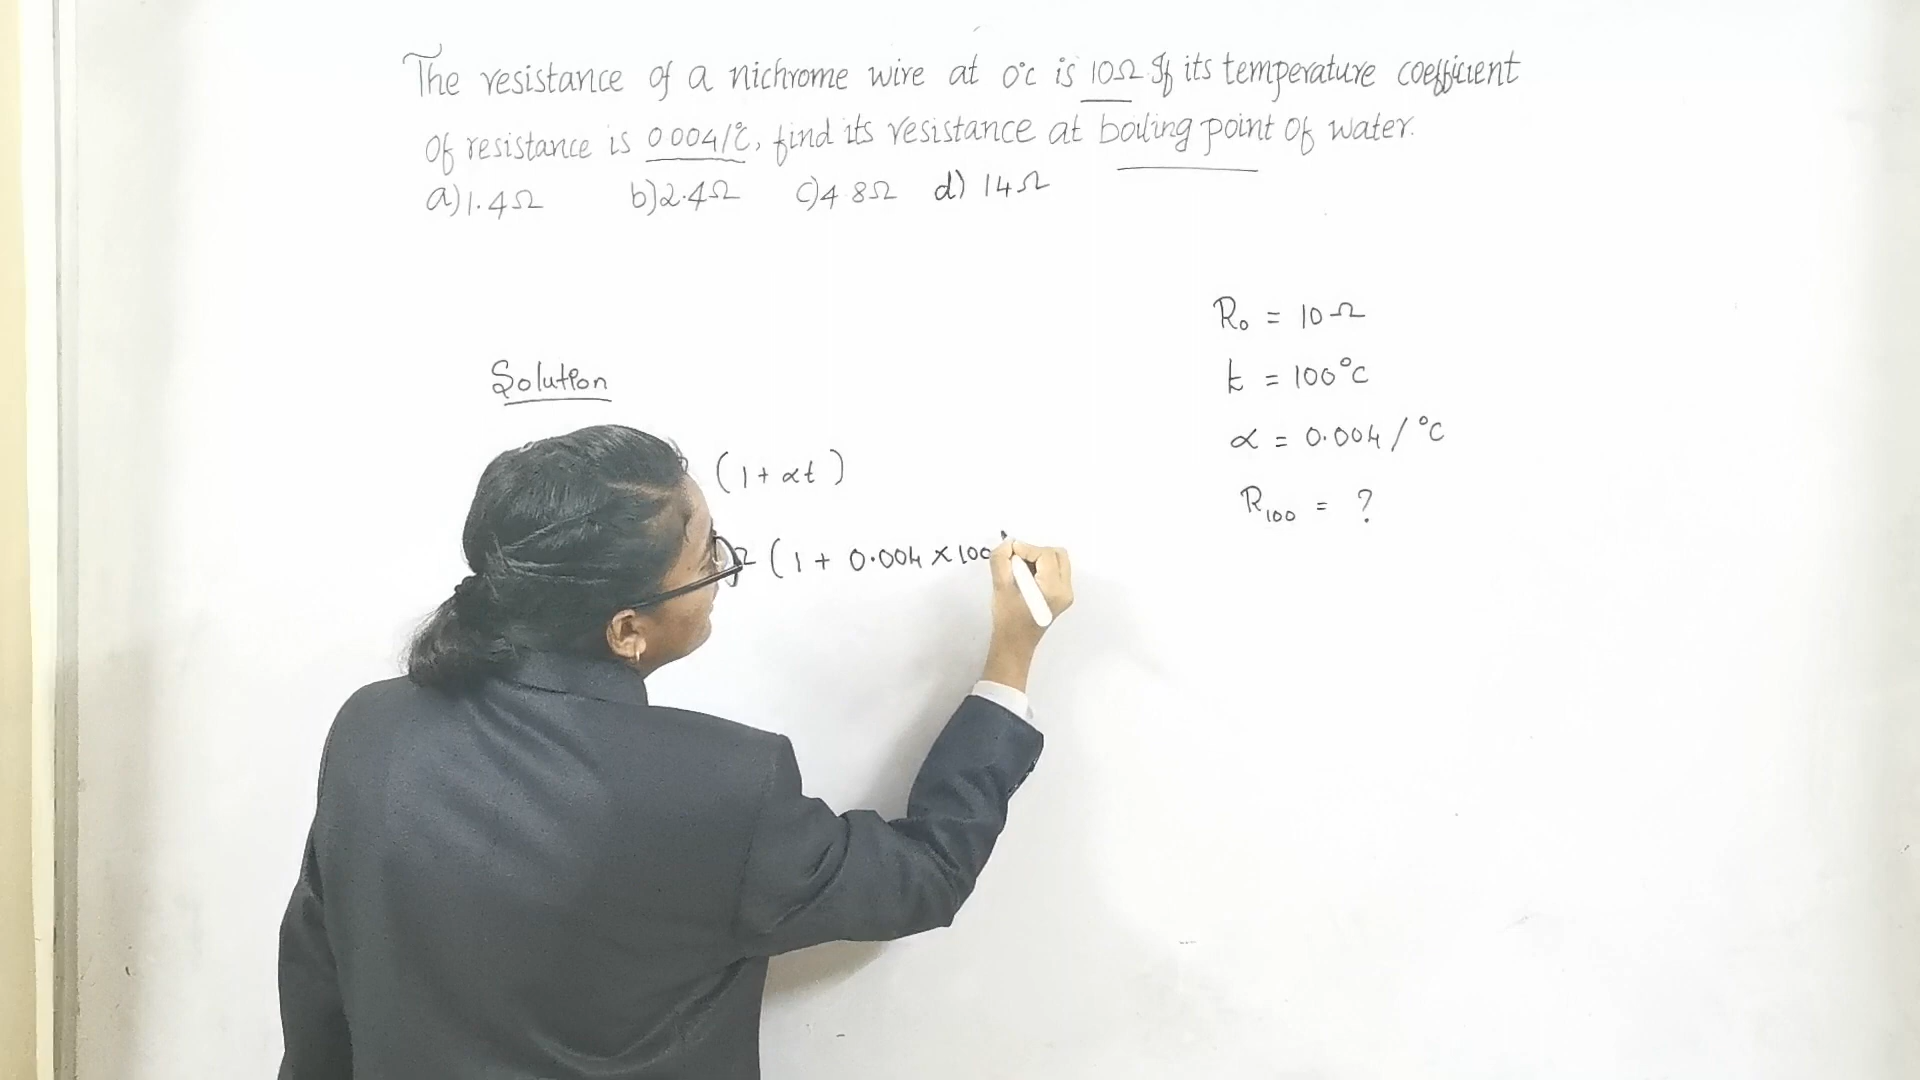 The resistance of a nichrome wire at 0°c is 10Ω If its temperature coefficient
Of resistance is 0 004/°C, find its resistance at boiling point Of water.
a) 1.4Ω b) 2.4Ω c) 4 8Ω d) 14Ω
R₀ = 10Ω
t = 100°C
α = 0.004 / °C
R₁₀₀ = ?
Solution
(1 + αt)
Ω (1 + 0.004 × 100